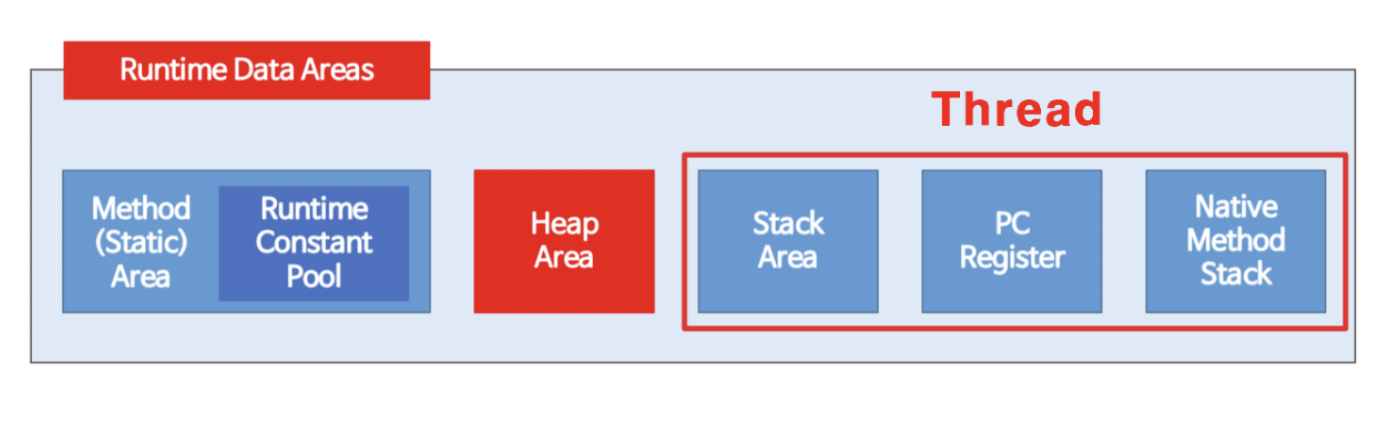 Runtime Data Areas
Thread
Method
(Static)
Area
Runtime
Constant
Pool
Heap
Area
Stack
Area
PC
Register
Native
Method
Stack